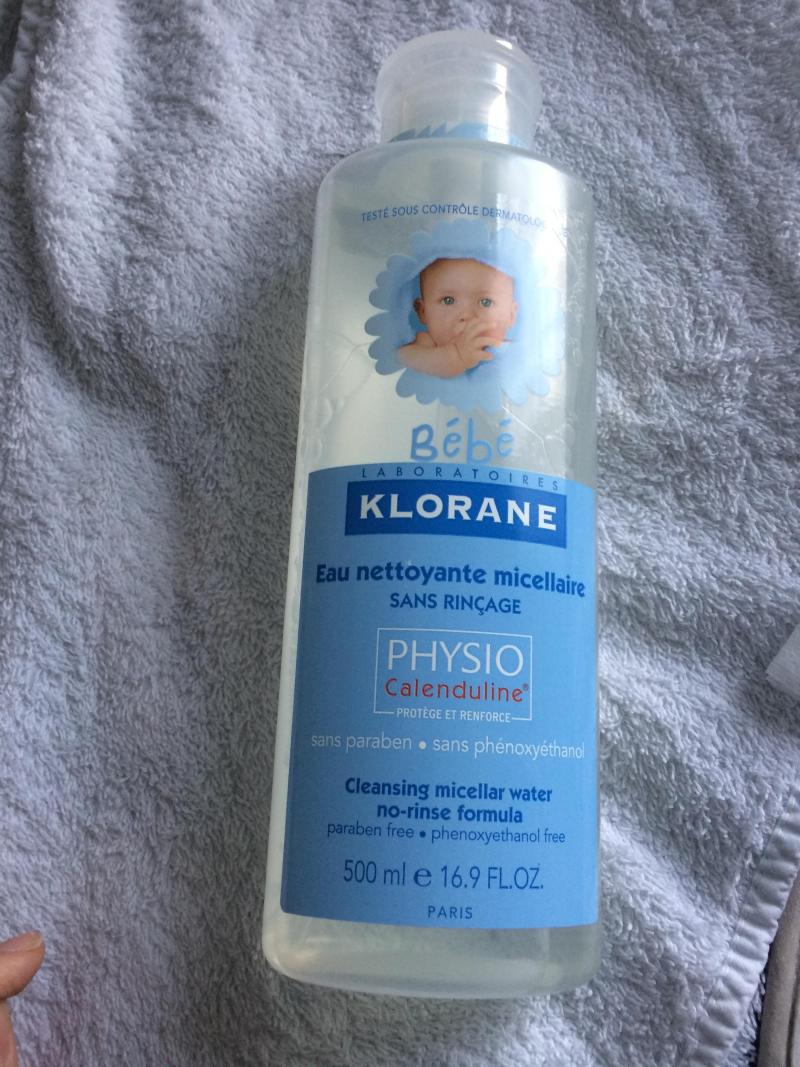 TESTÉ SOUS CONTRÔLE
Bébé
LABORATOIRES
KLORANE
Eau nettoyante micellaire
SANS RINÇAGE
PHYSIO
Calenduline®
PROTÈGE ET RENFORCE
sans paraben • sans phénoxyéthanol
Cleansing micellar water
no-rinse formula
paraben free • phenoxyethanol free
500 ml ℮ 16.9 FL.OZ.
PARIS